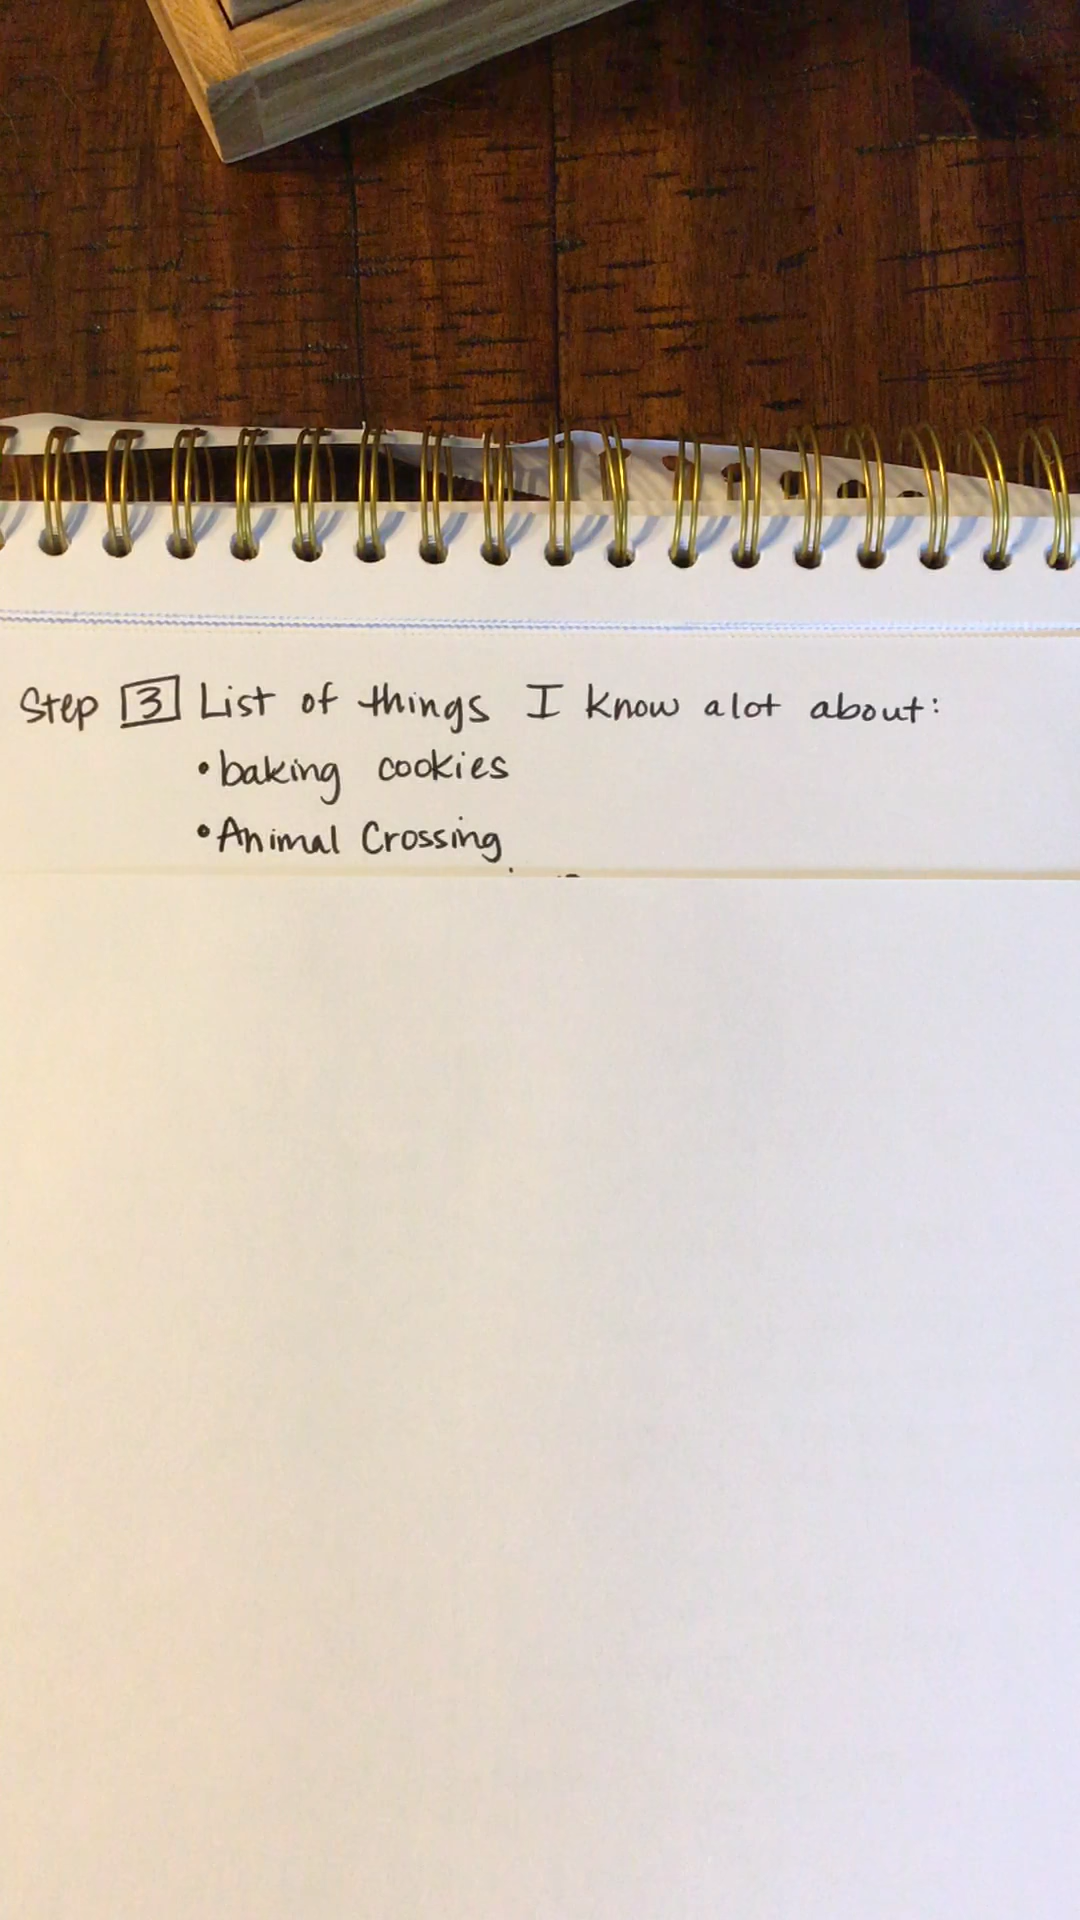 Step 3 List of things I know alot about:
• baking cookies
• Animal Crossing